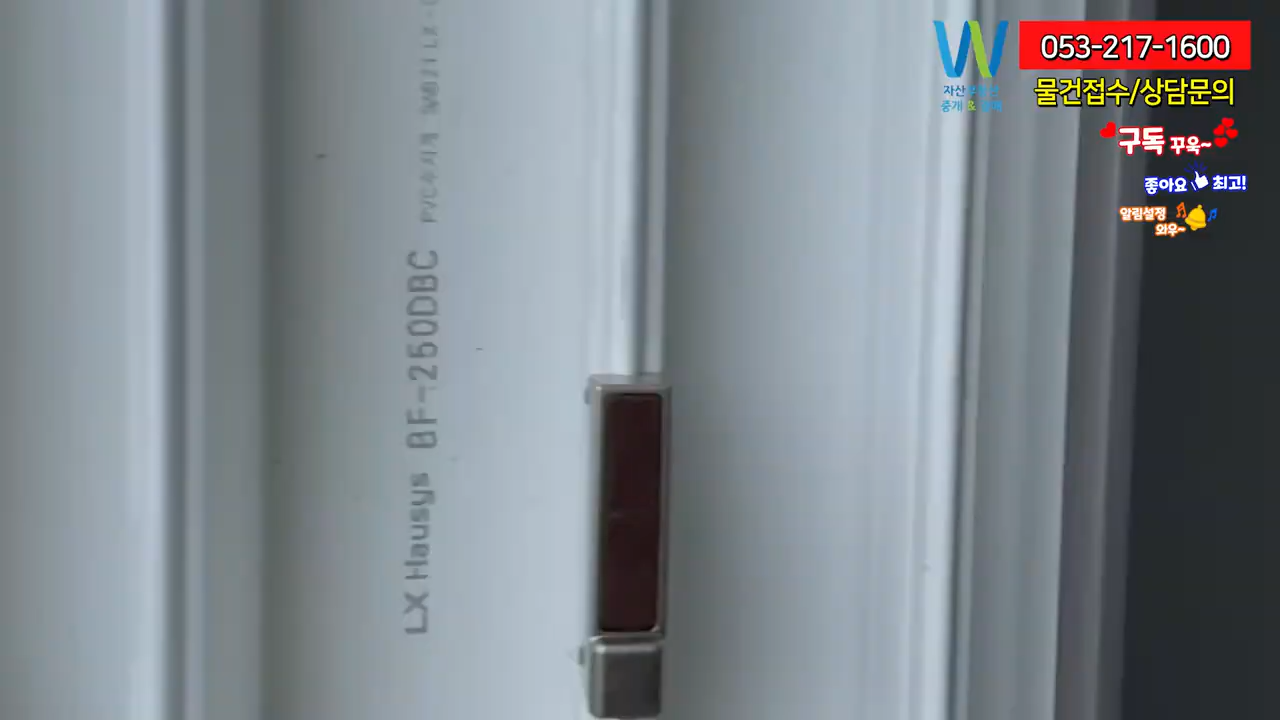 053-217-1600
물건접수/상담문의
구독 꾸욱~
좋아요 최고!
알림설정
와우~
LX Hausys BF-250DBC